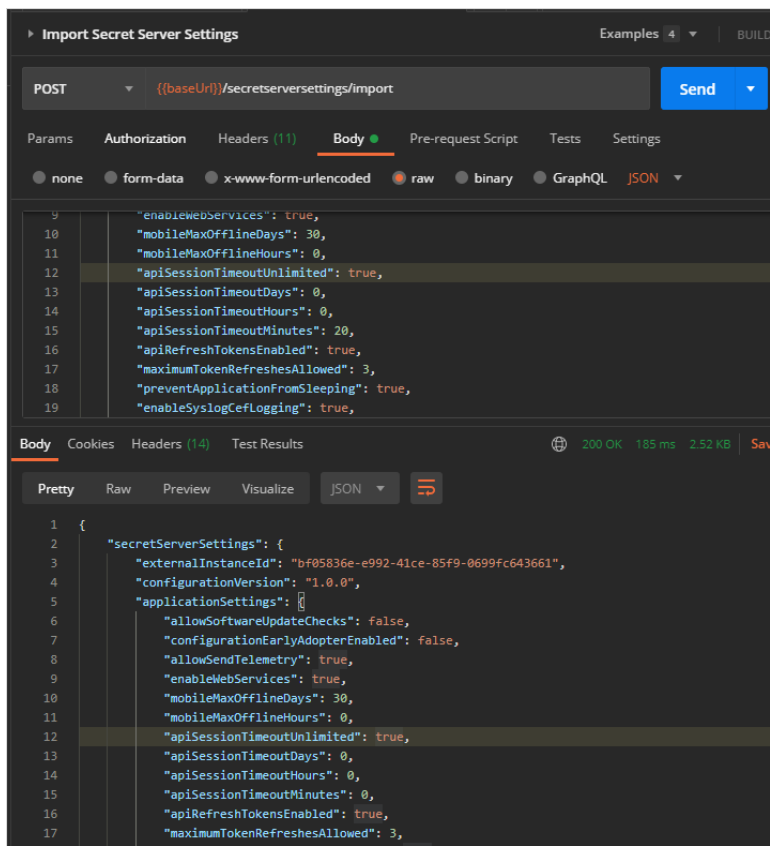 Import Secret Server Settings Examples 4 BUILD
POST {{baseUrl}}/secretserversettings/import Send
Params Authorization Headers (11) Body Pre-request Script Tests Settings
none form-data x-www-form-urlencoded raw binary GraphQL JSON
9 "enableWebServices": true,
10 "mobileMaxOfflineDays": 30,
11 "mobileMaxOfflineHours": 0,
12 "apiSessionTimeoutUnlimited": true,
13 "apiSessionTimeoutDays": 0,
14 "apiSessionTimeoutHours": 0,
15 "apiSessionTimeoutMinutes": 20,
16 "apiRefreshTokensEnabled": true,
17 "maximumTokenRefreshesAllowed": 3,
18 "preventApplicationFromSleeping": true,
19 "enableSyslogCefLogging": true,
Body Cookies Headers (14) Test Results 200 OK 185 ms 2.52 KB Sav
Pretty Raw Preview Visualize JSON
1 {
2 "secretServerSettings": {
3 "externalInstanceId": "bf05836e-e992-41ce-85f9-0699fc643661",
4 "configurationVersion": "1.0.0",
5 "applicationSettings": {
6 "allowSoftwareUpdateChecks": false,
7 "configurationEarlyAdopterEnabled": false,
8 "allowSendTelemetry": true,
9 "enableWebServices": true,
10 "mobileMaxOfflineDays": 30,
11 "mobileMaxOfflineHours": 0,
12 "apiSessionTimeoutUnlimited": true,
13 "apiSessionTimeoutDays": 0,
14 "apiSessionTimeoutHours": 0,
15 "apiSessionTimeoutMinutes": 0,
16 "apiRefreshTokensEnabled": true,
17 "maximumTokenRefreshesAllowed": 3,